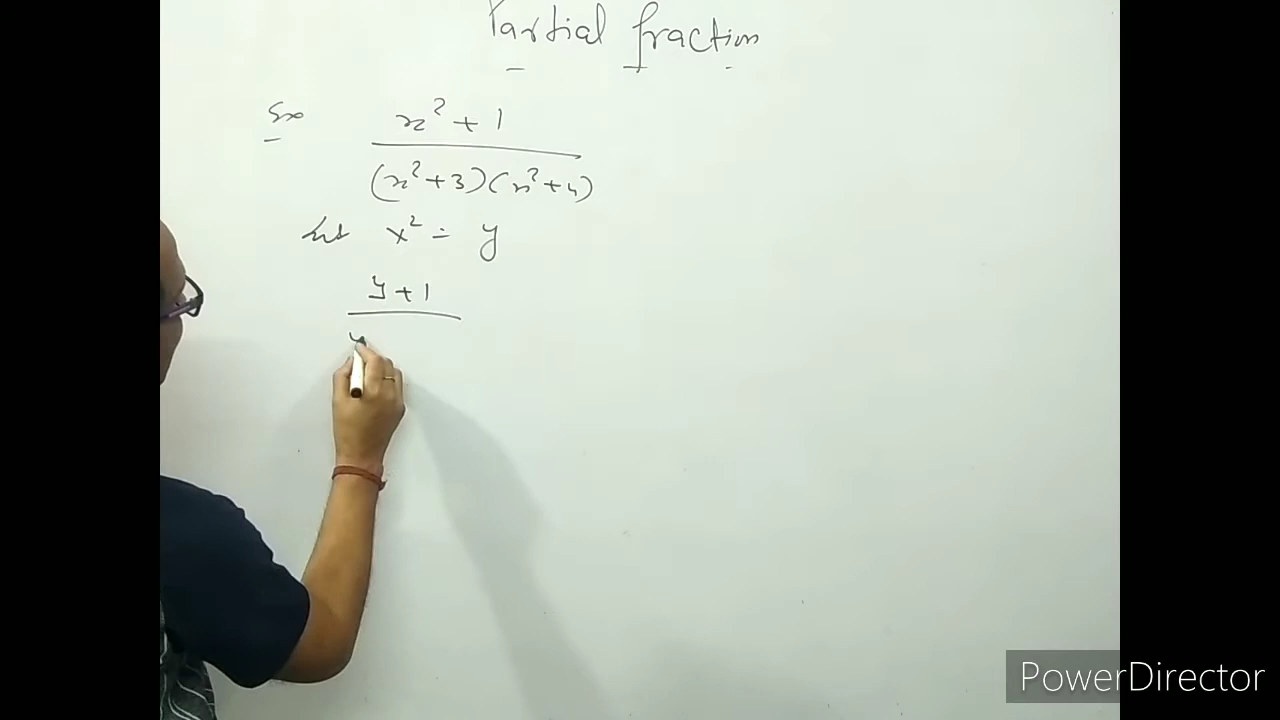 Partial fraction
Ex x² + 1
(x²+3)(x²+4)
Let x² = y
y + 1
y
PowerDirector